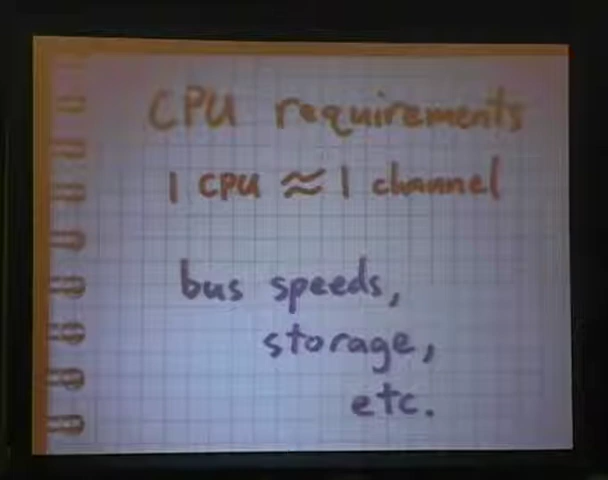 CPU requirements
1 CPU ≈ 1 channel
bus speeds,
storage,
etc.